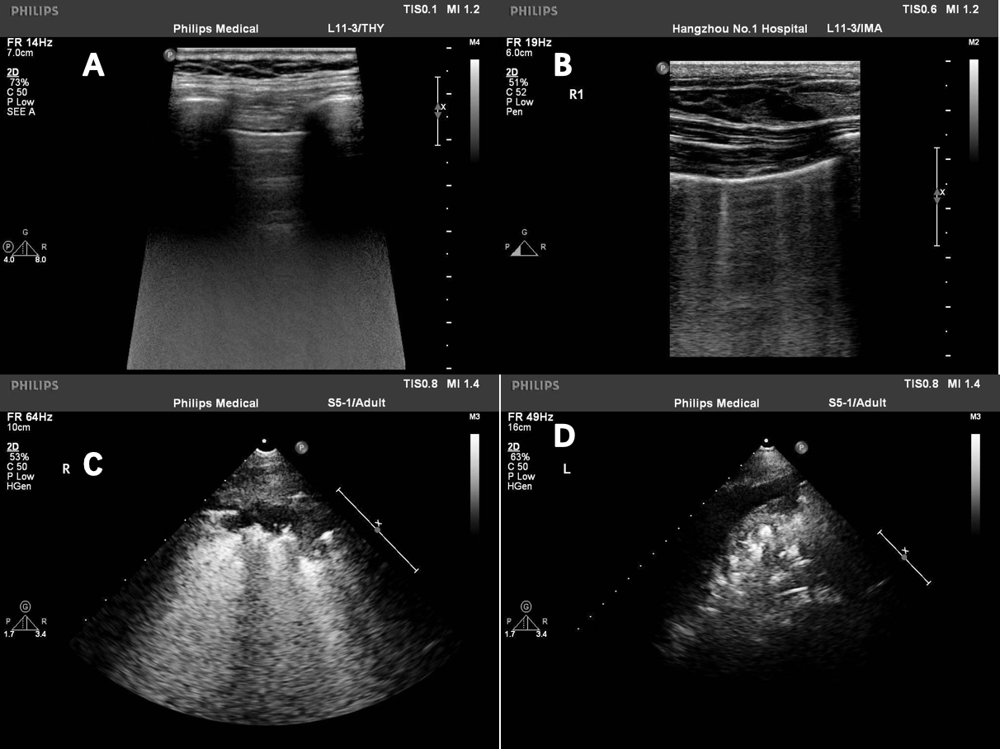 PHILIPS
TIS0.1 MI 1.2
Philips Medical L11-3/THY
FR 14Hz
7.0cm
M4
A
P
2D
73%
C 50
P Low
SEE A
X
G
P R
4.0 8.0
PHILIPS
TIS0.6 MI 1.2
Hangzhou No.1 Hospital L11-3/IMA
FR 19Hz
6.0cm
M2
B
P
R1
2D
51%
C 52
P Low
Pen
X
G
P R
PHILIPS
TIS0.8 MI 1.4
Philips Medical S5-1/Adult
FR 64Hz
10cm
M3
P
2D
53%
C 50
P Low
HGen
R C
X
G
P R
1.7 3.4
PHILIPS
TIS0.8 MI 1.4
Philips Medical S5-1/Adult
FR 49Hz
16cm
M3
D
P
2D
63%
C 50
P Low
HGen
L
X
G
P R
1.7 3.4